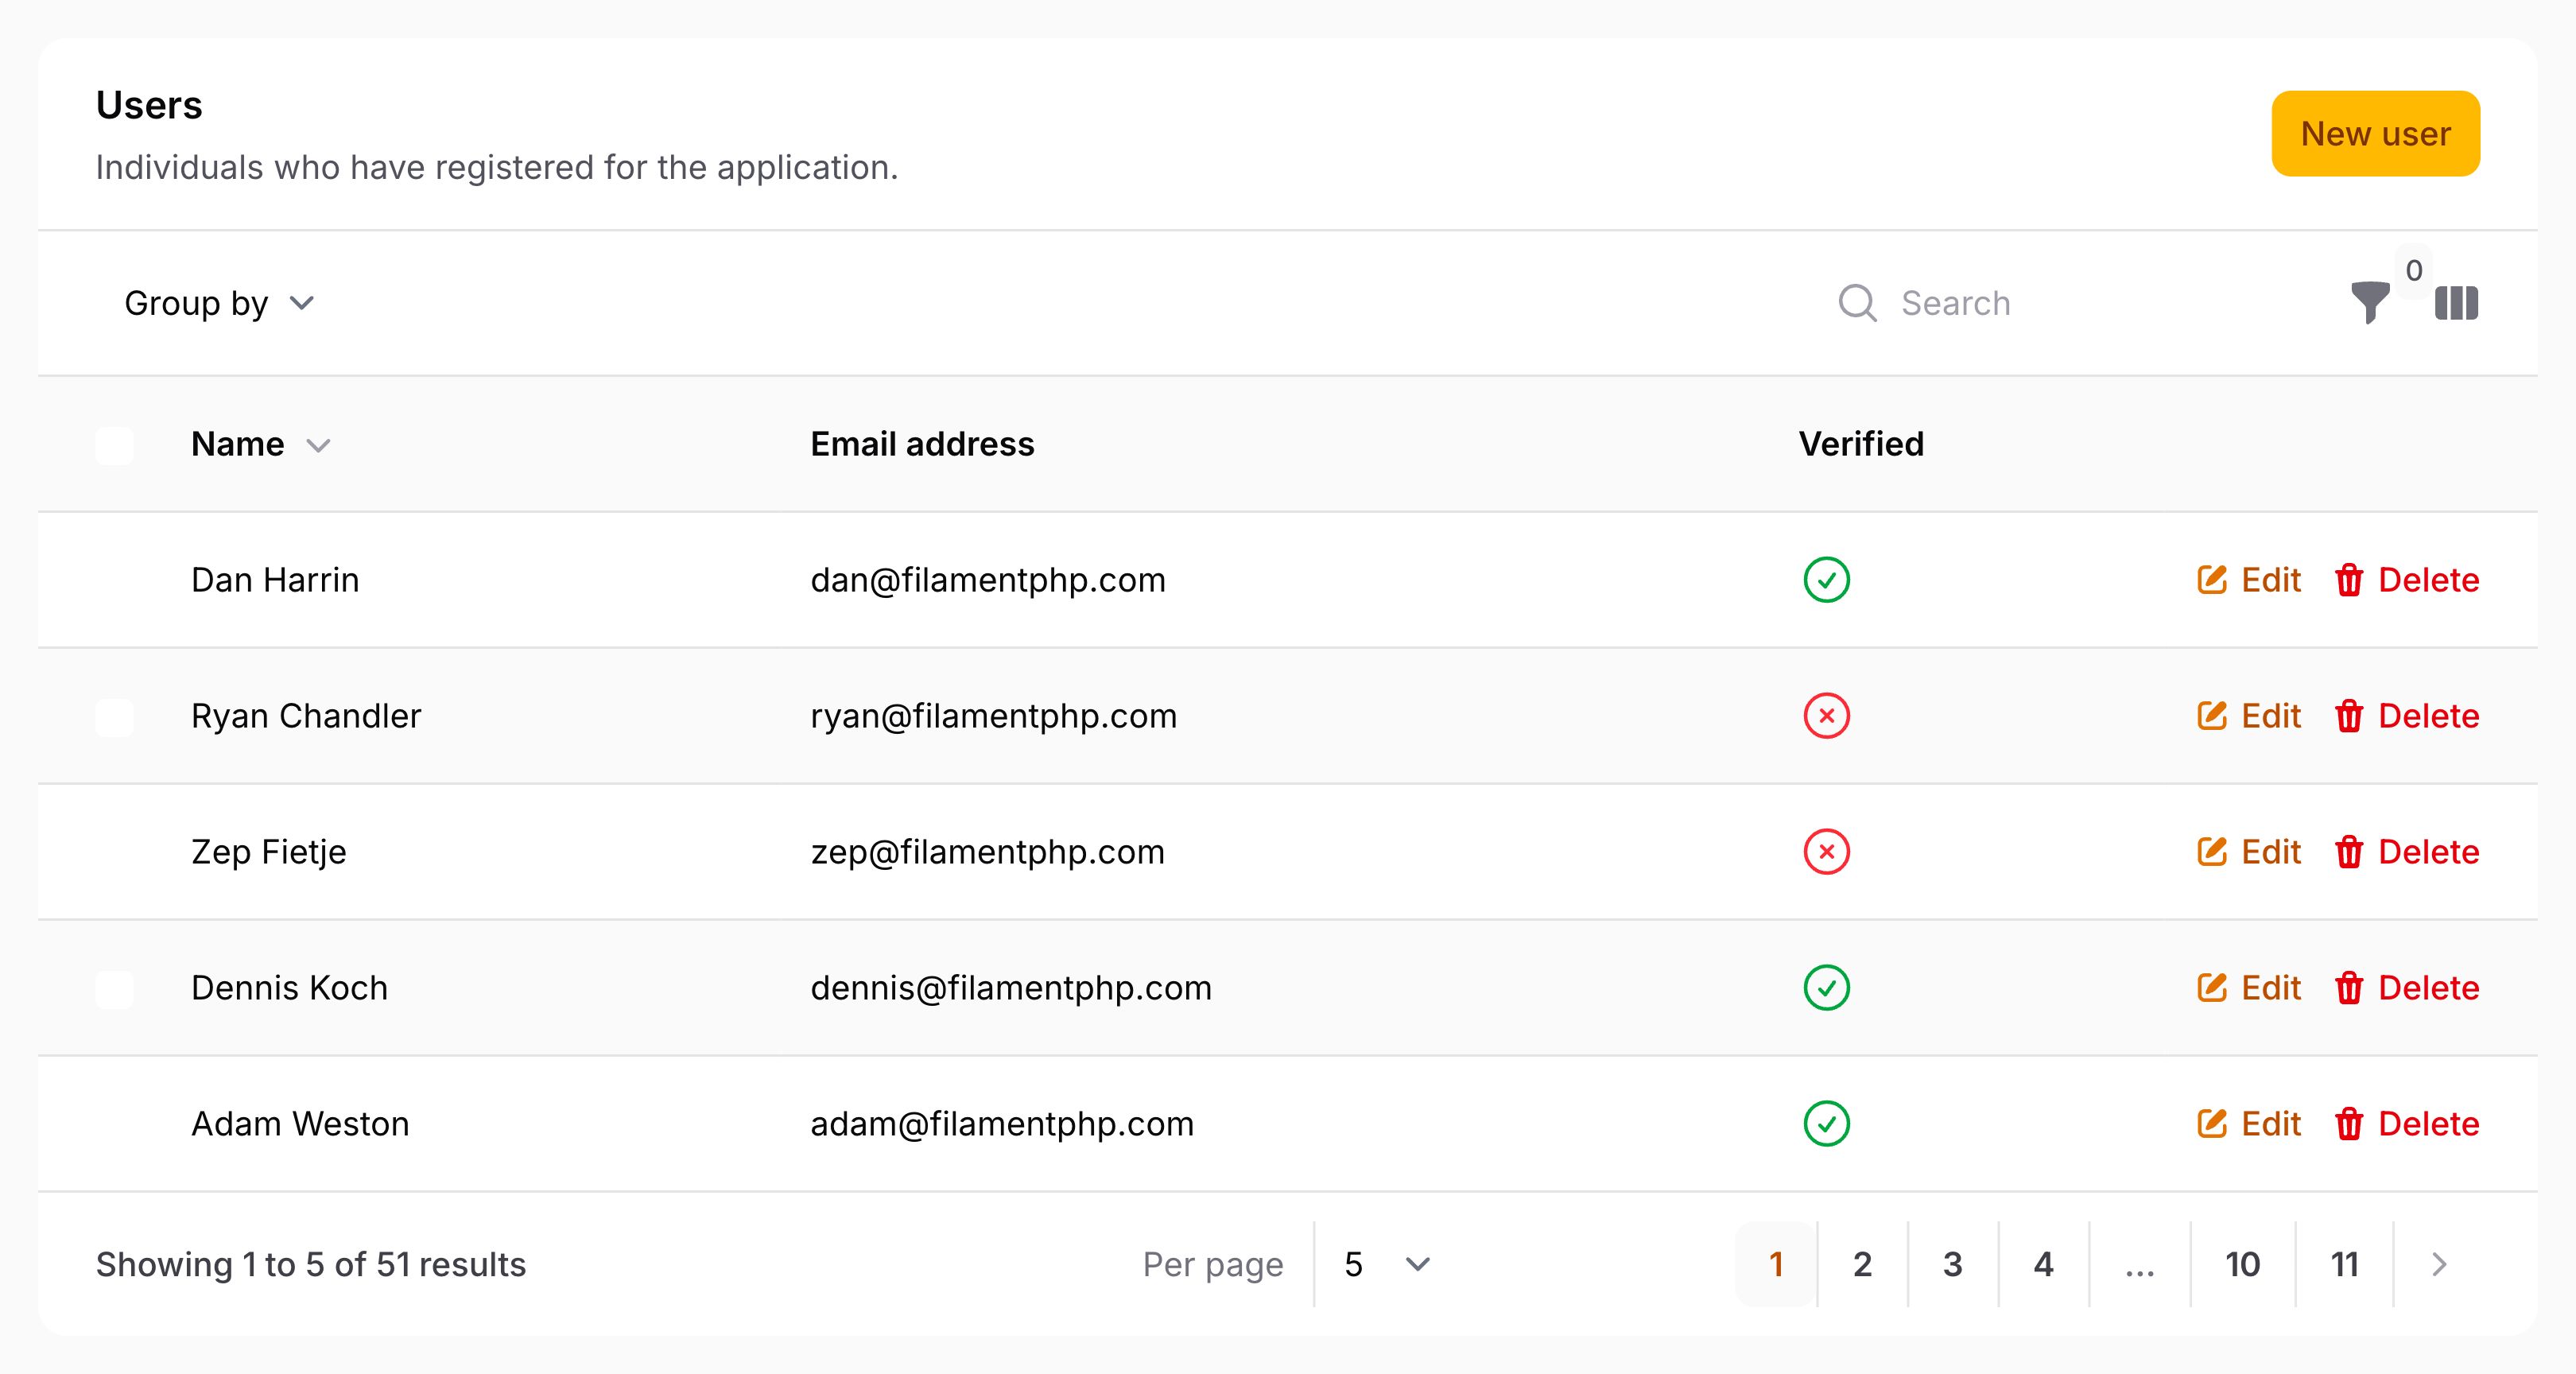 Users
Individuals who have registered for the application.
New user
Group by
Search
0
Name Email address Verified
Dan Harrin dan@filamentphp.com Edit Delete
Ryan Chandler ryan@filamentphp.com Edit Delete
Zep Fietje zep@filamentphp.com Edit Delete
Dennis Koch dennis@filamentphp.com Edit Delete
Adam Weston adam@filamentphp.com Edit Delete
Showing 1 to 5 of 51 results Per page 5 1 2 3 4 ... 10 11